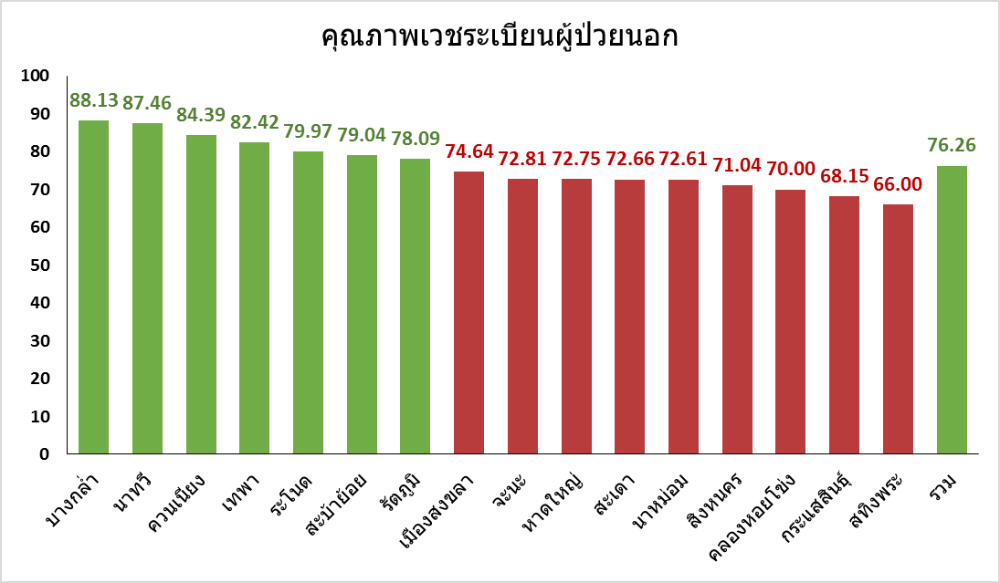 คุณภาพเวชระเบียนผู้ป่วยนอก
100
90
80
70
60
50
40
30
20
10
0
88.13
87.46
84.39
82.42
79.97
79.04
78.09
74.64
72.81
72.75
72.66
72.61
71.04
70.00
68.15
66.00
76.26
บางกล่ำ
นาทวี
ควนเนียง
เทพา
ระโนด
สะบ้าย้อย
รัตภูมิ
เมืองสงขลา
จะนะ
หาดใหญ่
สะเดา
นาหม่อม
สิงหนคร
คลองหอยโข่ง
กระแสสินธุ์
สทิงพระ
รวม